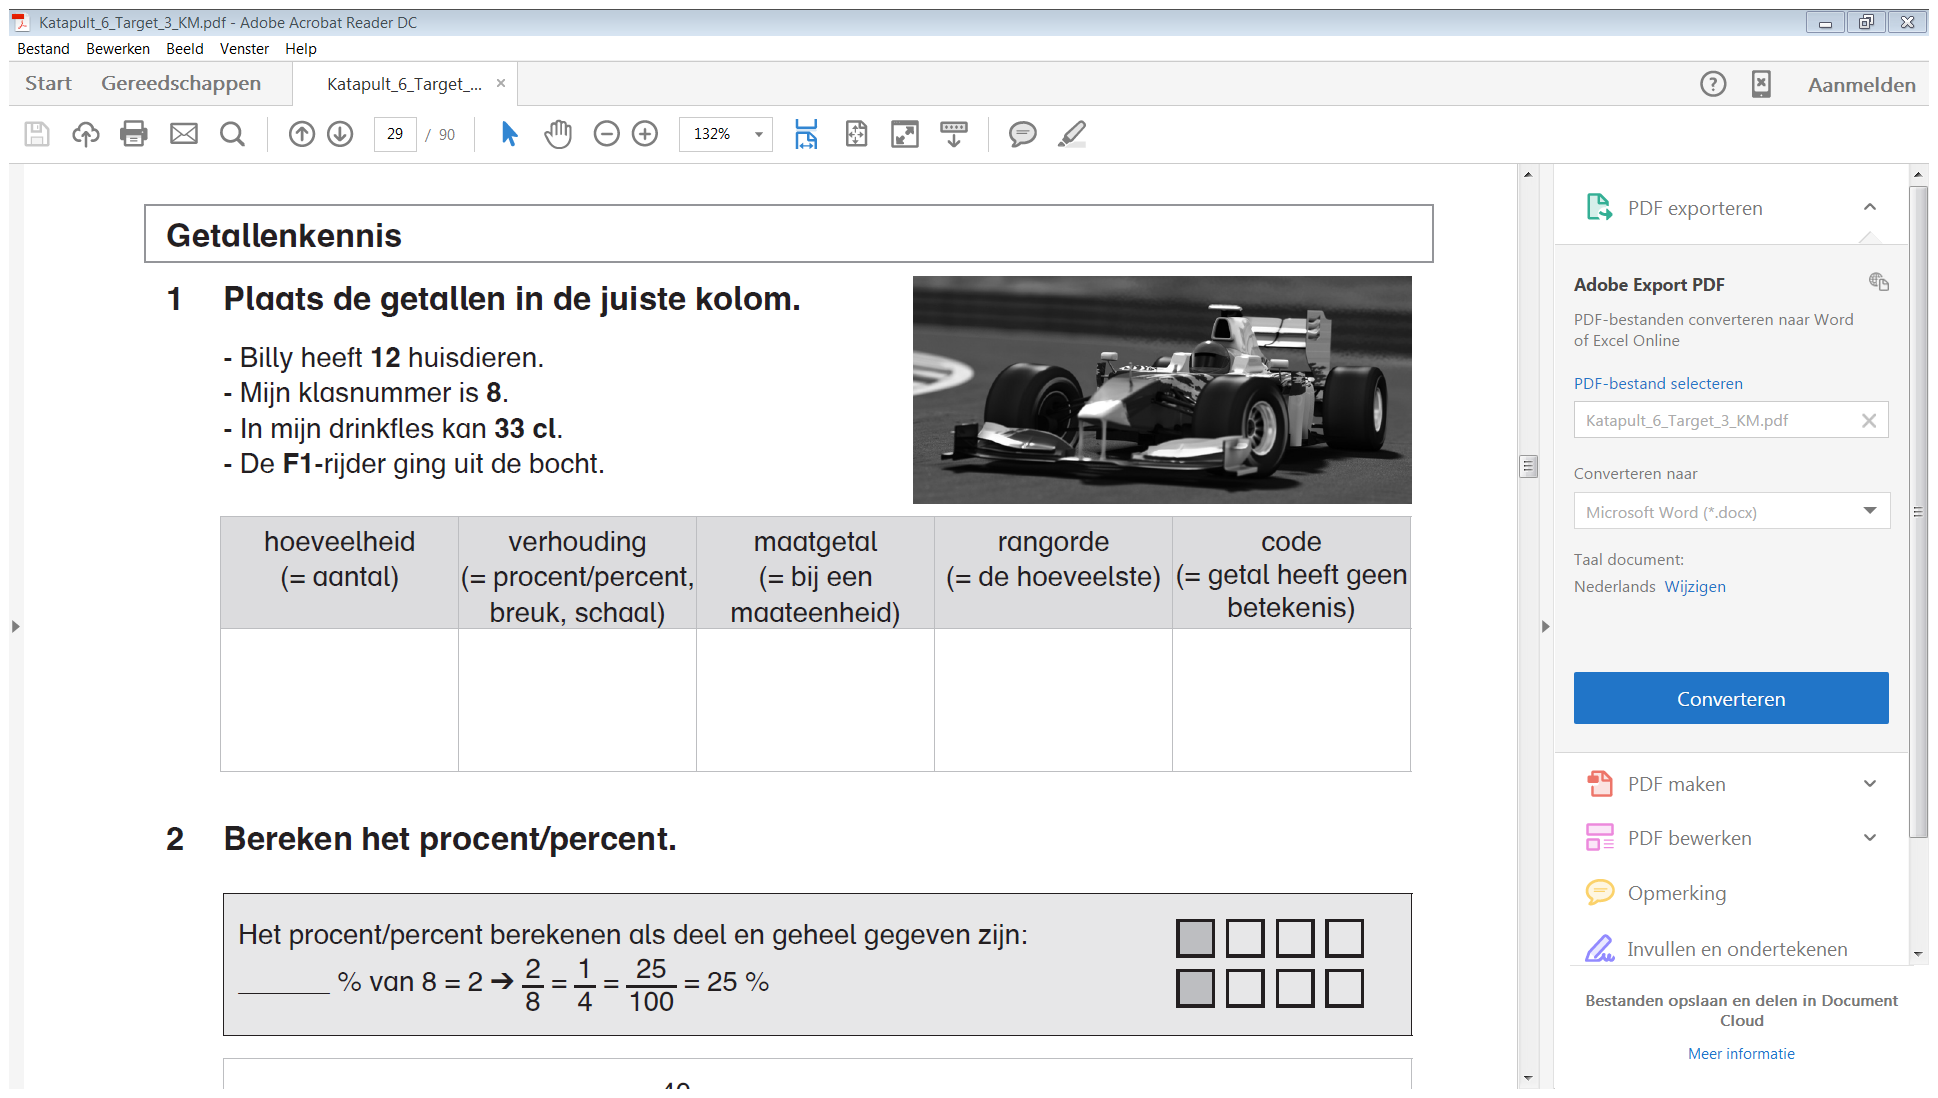 Katapult_6_Target_3_KM.pdf - Adobe Acrobat Reader DC
Bestand Bewerken Beeld Venster Help
Start Gereedschappen Katapult_6_Target_... × Aanmelden
29 / 90 132%
Getallenkennis
1 Plaats de getallen in de juiste kolom.
- Billy heeft 12 huisdieren.
- Mijn klasnummer is 8.
- In mijn drinkfles kan 33 cl.
- De F1-rijder ging uit de bocht.
hoeveelheid
(= aantal)
verhouding
(= procent/percent,
breuk, schaal)
maatgetal
(= bij een
maateenheid)
rangorde
(= de hoeveelste)
code
(= getal heeft geen
betekenis)
2 Bereken het procent/percent.
Het procent/percent berekenen als deel en geheel gegeven zijn:
______ % van 8 = 2 ➔ 2/8 = 1/4 = 25/100 = 25 %
PDF exporteren
Adobe Export PDF
PDF-bestanden converteren naar Word
of Excel Online
PDF-bestand selecteren
Katapult_6_Target_3_KM.pdf
Converteren naar
Microsoft Word (*.docx)
Taal document:
Nederlands Wijzigen
Converteren
PDF maken
PDF bewerken
Opmerking
Invullen en ondertekenen
Bestanden opslaan en delen in Document
Cloud
Meer informatie